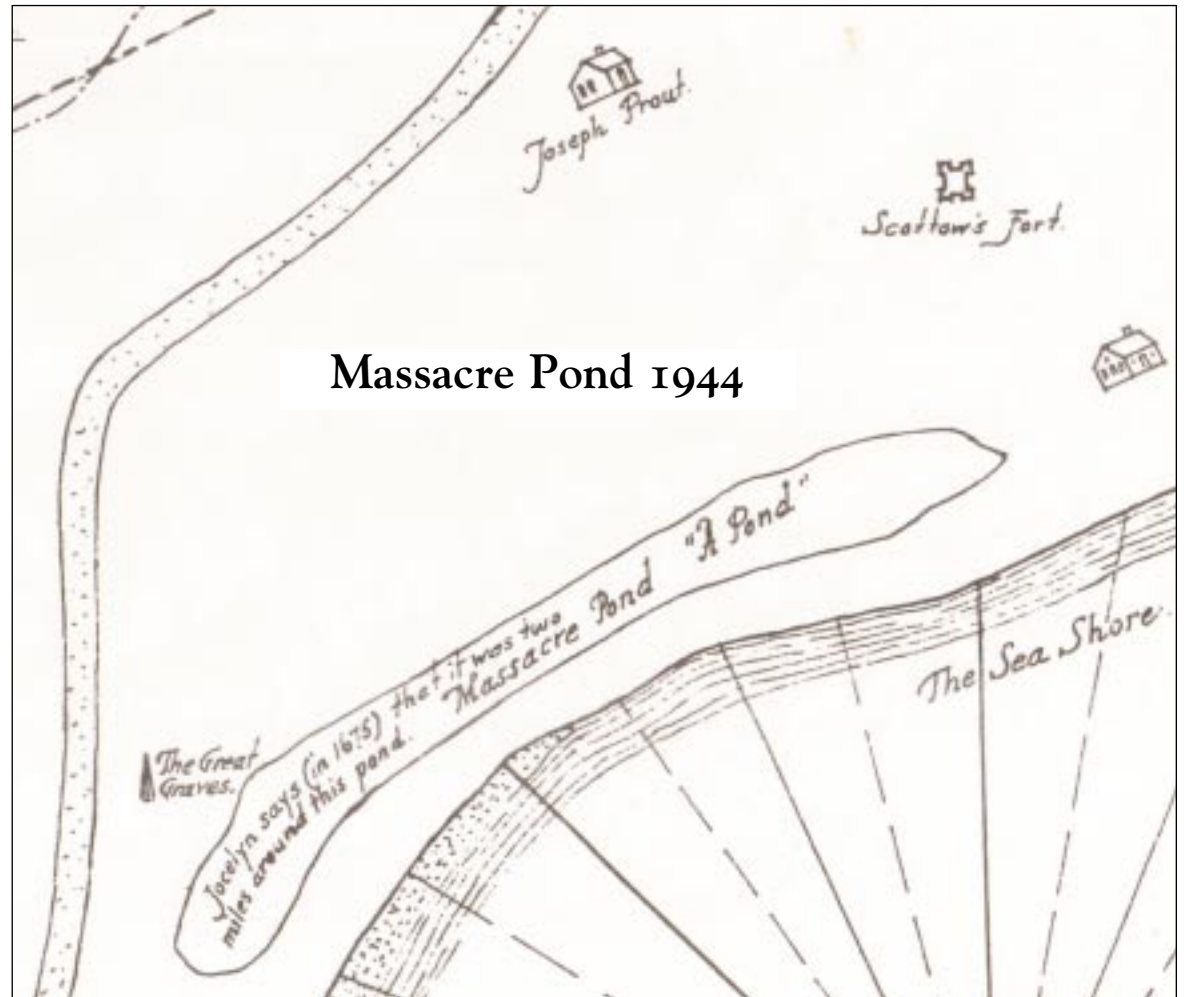 Joseph Prout.
Scottow's Fort.
Massacre Pond 1944
"A Pond"
Massacre Pond
Jocelyn says (in 1675) that it was two
miles around this pond.
The Sea Shore.
The Great
Graves.